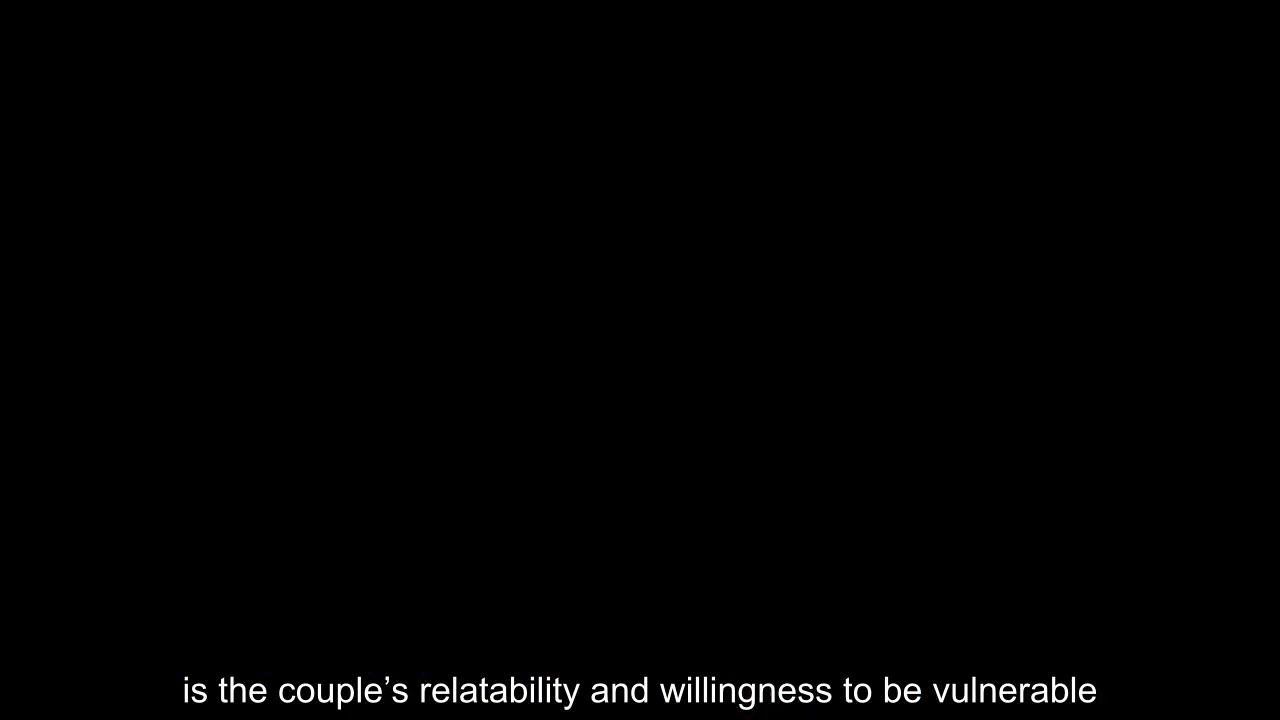 is the couple’s relatability and willingness to be vulnerable